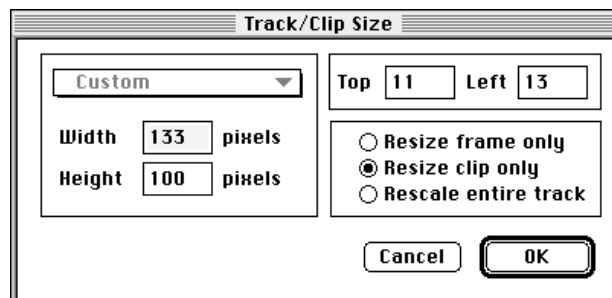 Track/Clip Size
Custom
Width 133 pixels
Height 100 pixels
Top 11 Left 13
Resize frame only
Resize clip only
Rescale entire track
Cancel OK